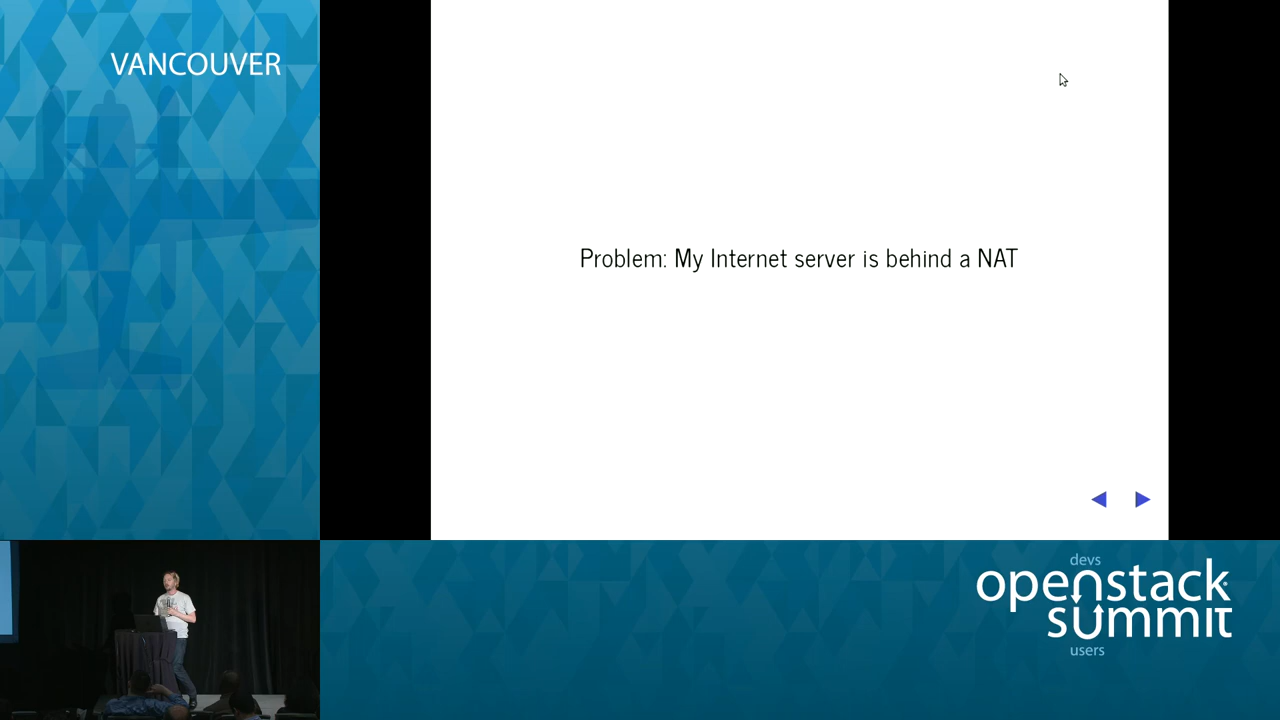 VANCOUVER
Problem: My Internet server is behind a NAT
devs
openstack
summit
users